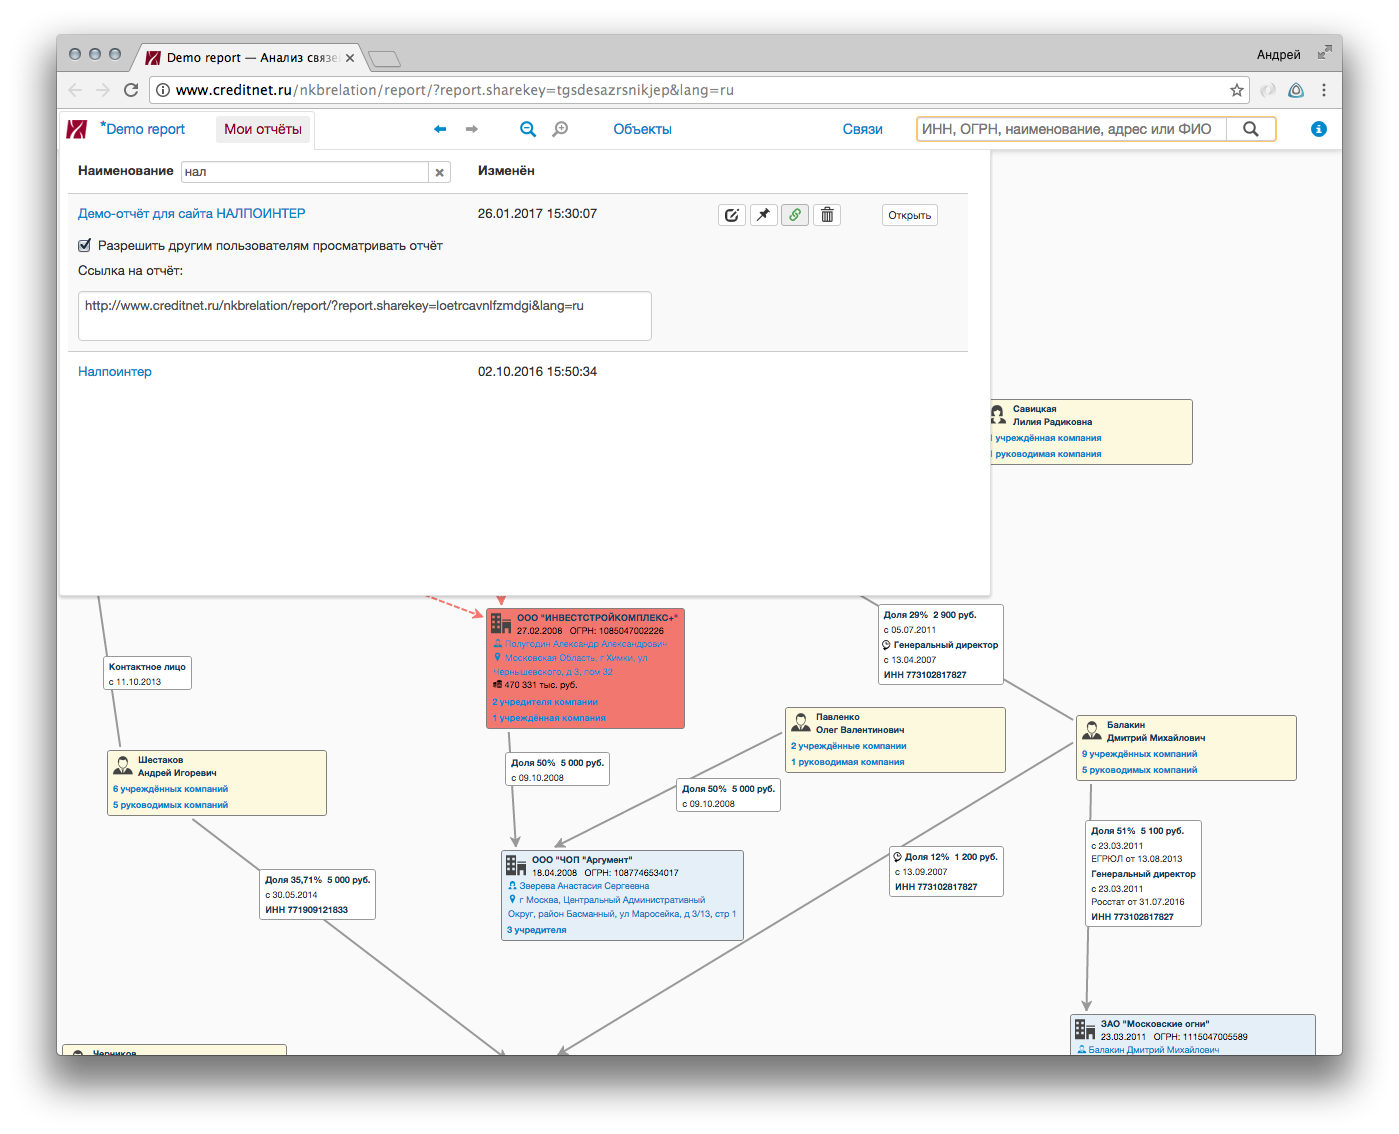 Demo report — Анализ связе
Андрей
www.creditnet.ru/nkbrelation/report/?report.sharekey=tgsdesazrsnikjep&lang=ru
*Demo report
Мои отчёты
Объекты
Связи
ИНН, ОГРН, наименование, адрес или ФИО
Наименование
нал
Изменён
Демо-отчёт для сайта НАЛПОИНТЕР
26.01.2017 15:30:07
Открыть
Разрешить другим пользователям просматривать отчёт
Ссылка на отчёт:
http://www.creditnet.ru/nkbrelation/report/?report.sharekey=loetrcavnlfzmdgi&lang=ru
Налпоинтер
02.10.2016 15:50:34
Савицкая
Лилия Радиковна
1 учреждённая компания
1 руководимая компания
ООО "ИНВЕСТСТРОЙКОМПЛЕКС+"
27.02.2008 ОГРН: 1085047002226
Полугодин Александр Александрович
Московская Область, г Химки, ул
Чернышевского, д 3, пом 32
470 331 тыс. руб.
2 учредителя компании
1 учреждённая компания
Доля 29% 2 900 руб.
с 05.07.2011
Генеральный директор
с 13.04.2007
ИНН 773102817827
Контактное лицо
с 11.10.2013
Павленко
Олег Валентинович
2 учреждённые компании
1 руководимая компания
Балакин
Дмитрий Михайлович
9 учреждённых компаний
5 руководимых компаний
Шестаков
Андрей Игоревич
6 учреждённых компаний
5 руководимых компаний
Доля 50% 5 000 руб.
с 09.10.2008
Доля 50% 5 000 руб.
с 09.10.2008
Доля 51% 5 100 руб.
с 23.03.2011
ЕГРЮЛ от 13.08.2013
Генеральный директор
с 23.03.2011
Росстат от 31.07.2016
ИНН 773102817827
ООО "ЧОП "Аргумент"
18.04.2008 ОГРН: 1087746534017
Зверева Анастасия Сергеевна
г Москва, Центральный Административный
Округ, район Басманный, ул Маросейка, д 3/13, стр 1
3 учредителя
Доля 12% 1 200 руб.
с 13.09.2007
ИНН 773102817827
Доля 35,71% 5 000 руб.
с 30.05.2014
ИНН 771909121833
ЗАО "Московские огни"
23.03.2011 ОГРН: 1115047005589
Балакин Дмитрий Михайлович
Черников